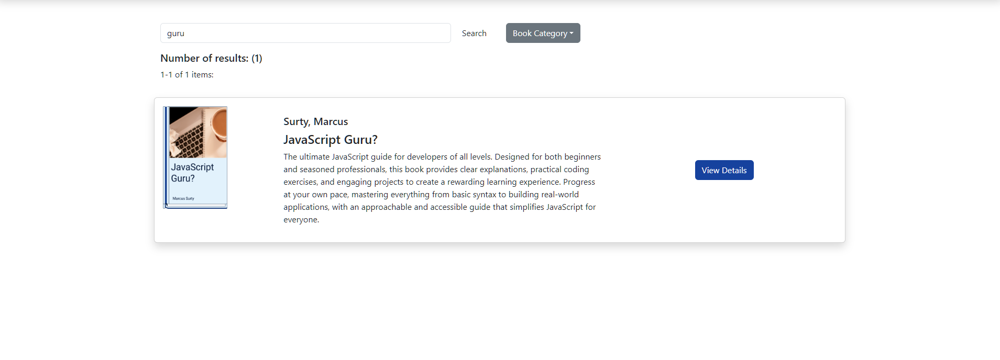 guru
Search
Book Category
Number of results: (1)
1-1 of 1 items:
JavaScript
Guru?
Marcus Surty
Surty, Marcus
JavaScript Guru?
The ultimate JavaScript guide for developers of all levels. Designed for both beginners
and seasoned professionals, this book provides clear explanations, practical coding
exercises, and engaging projects to create a rewarding learning experience. Progress
at your own pace, mastering everything from basic syntax to building real-world
applications, with an approachable and accessible guide that simplifies JavaScript for
everyone.
View Details